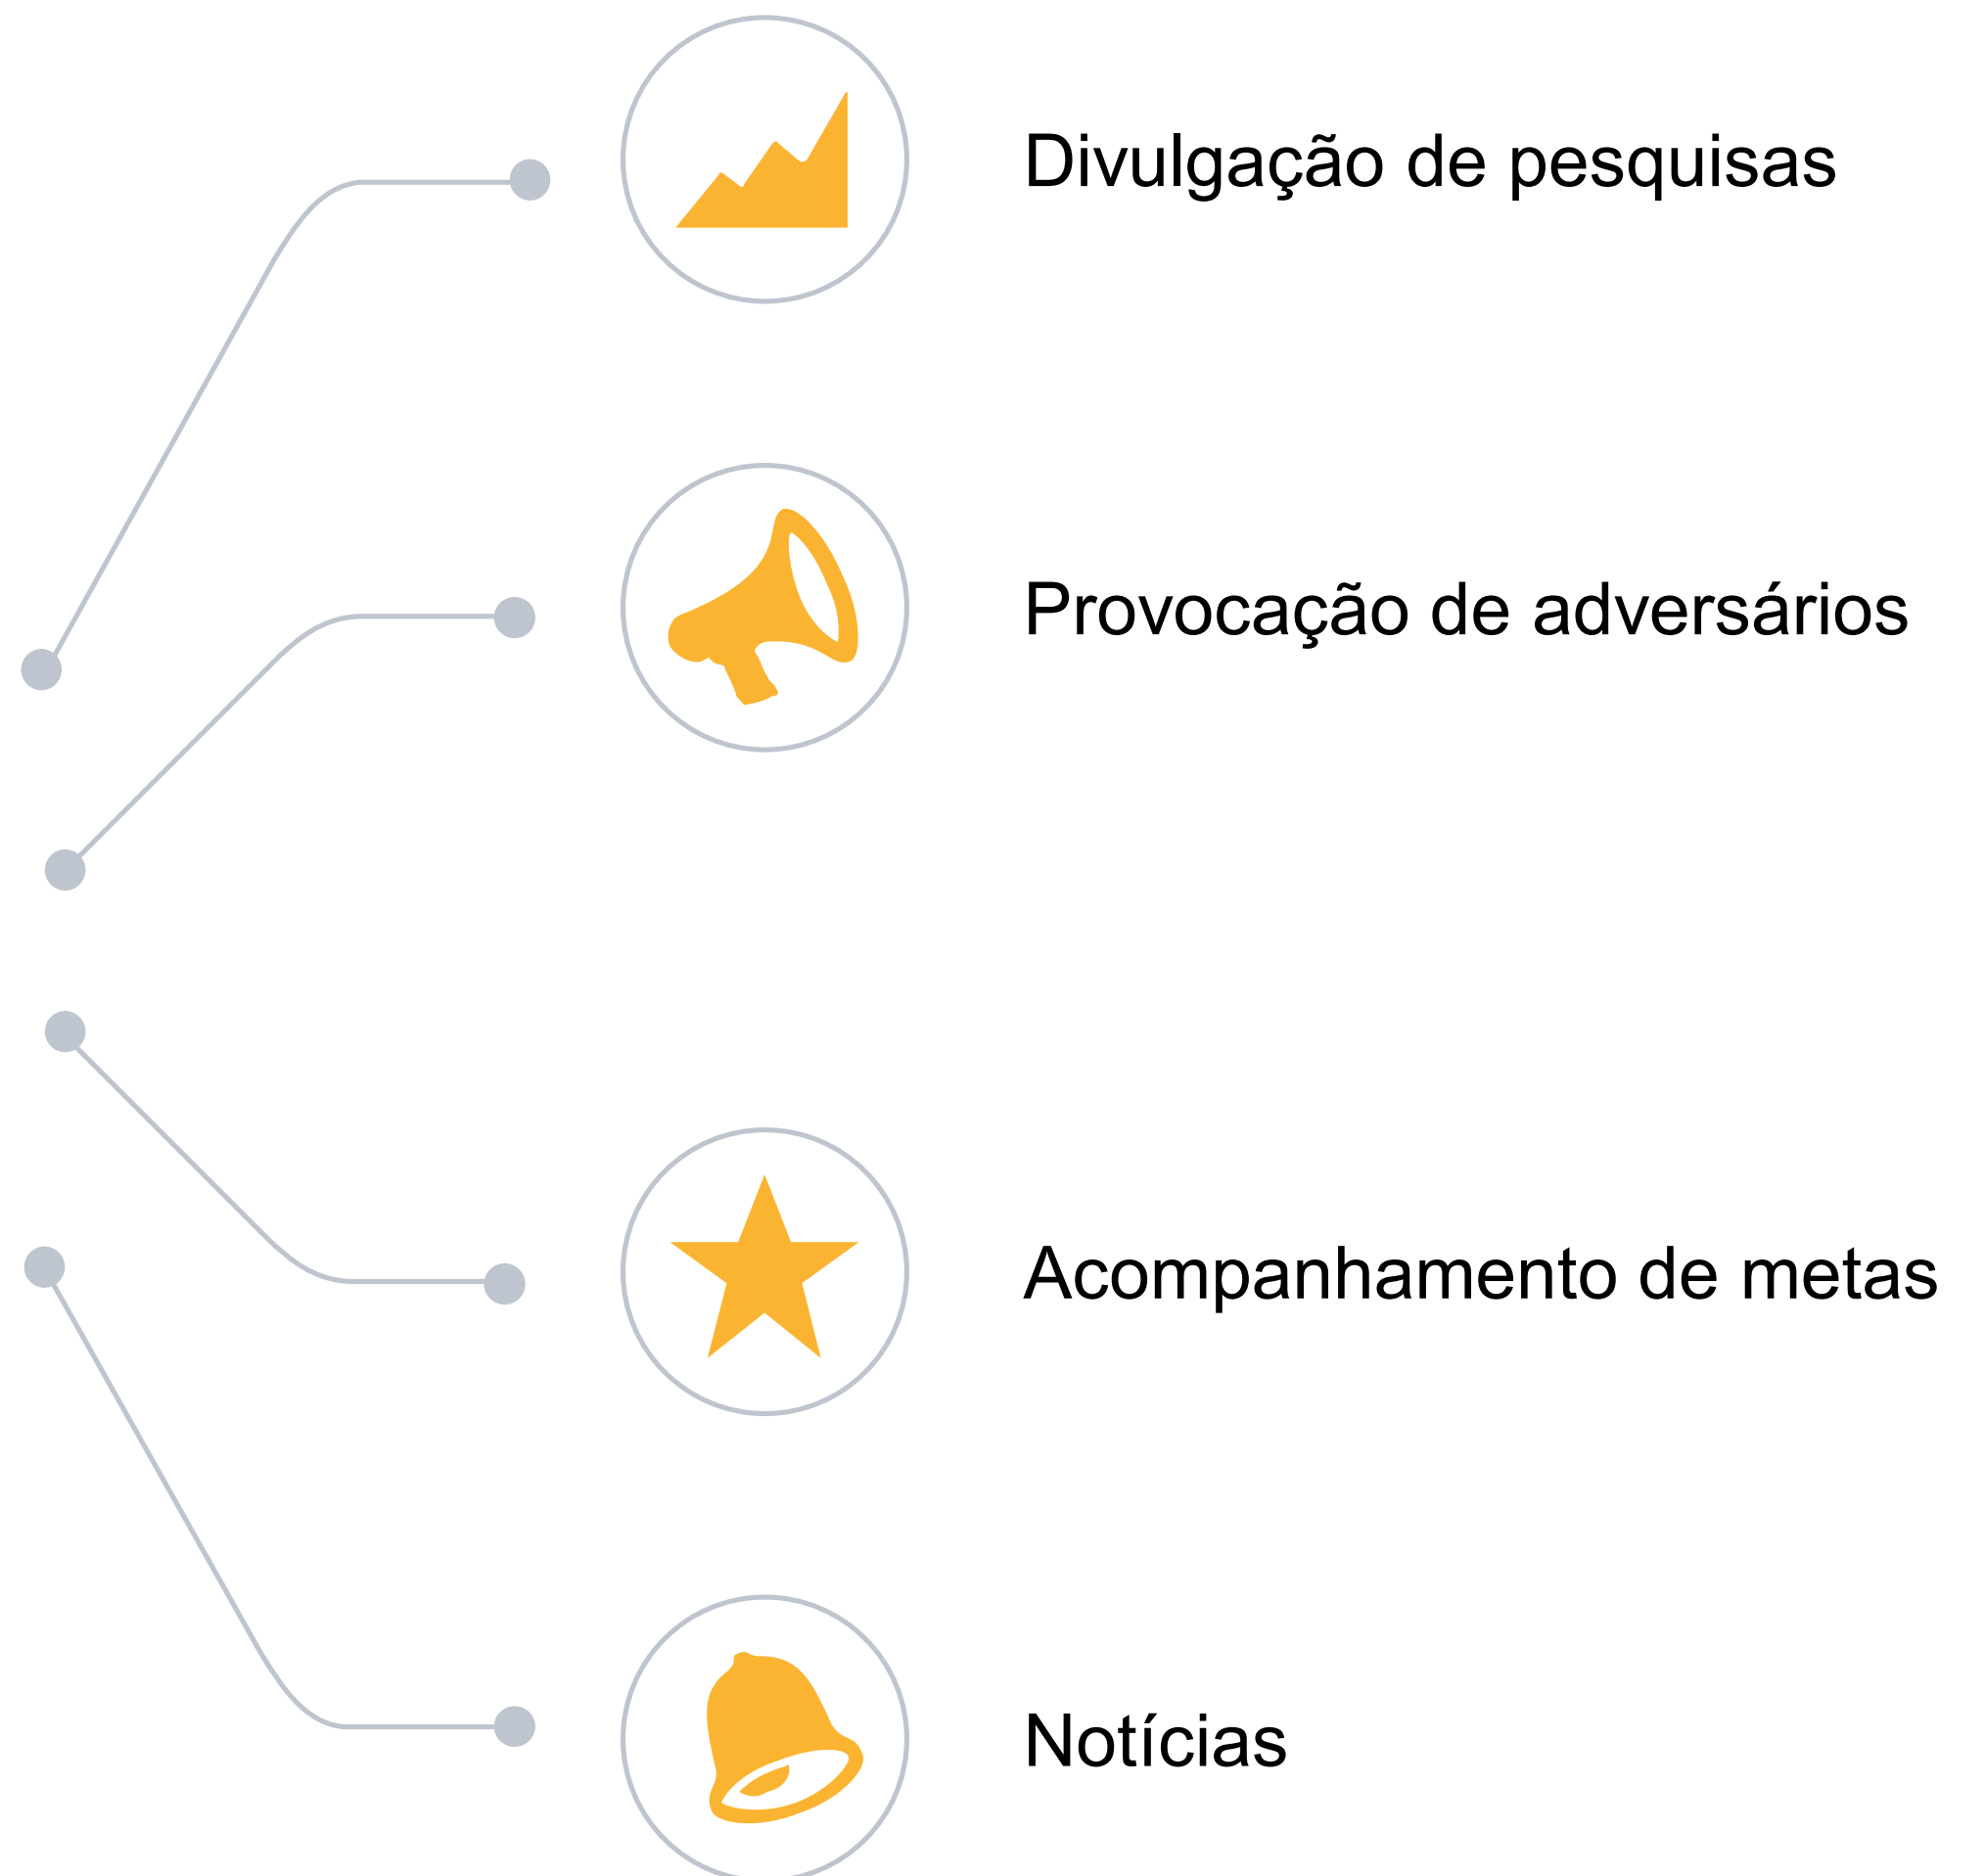 Divulgação de pesquisas
Provocação de adversários
Acompanhamento de metas
Notícias